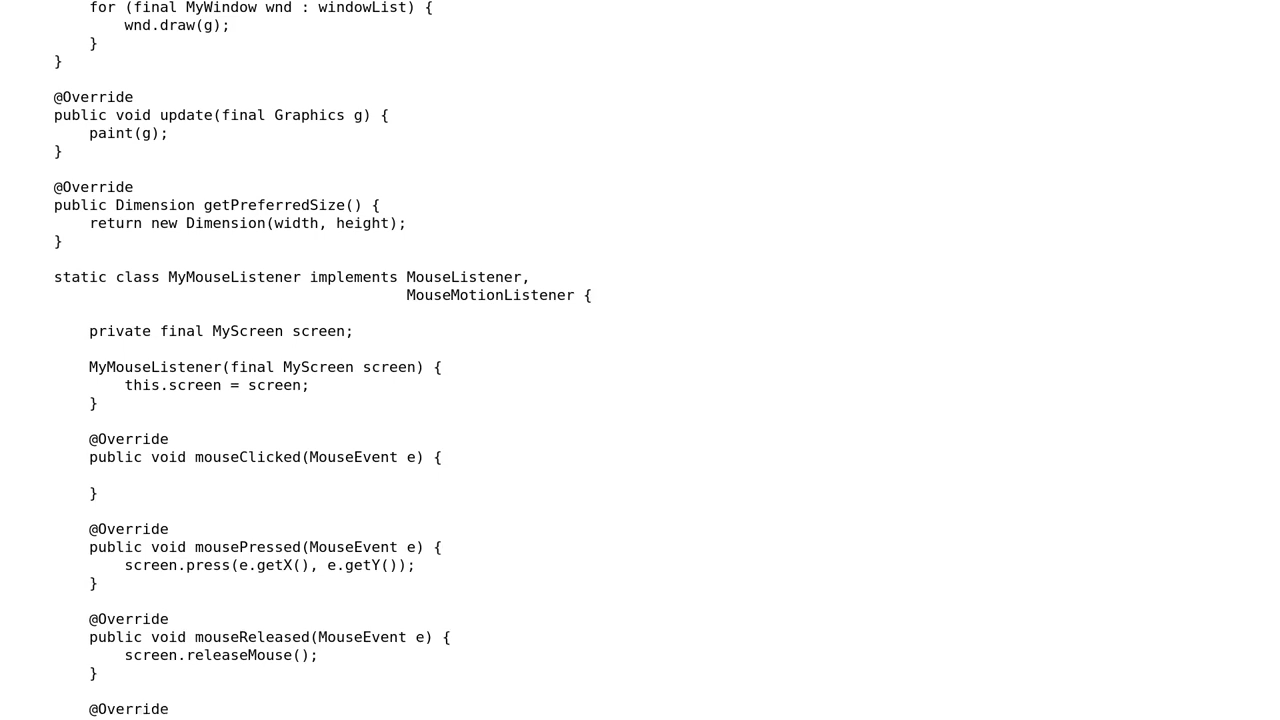 for (final MyWindow wnd : windowList) {
            wnd.draw(g);
        }
    }

    @Override
    public void update(final Graphics g) {
        paint(g);
    }

    @Override
    public Dimension getPreferredSize() {
        return new Dimension(width, height);
    }

    static class MyMouseListener implements MouseListener,
                                            MouseMotionListener {

        private final MyScreen screen;

        MyMouseListener(final MyScreen screen) {
            this.screen = screen;
        }

        @Override
        public void mouseClicked(MouseEvent e) {

        }

        @Override
        public void mousePressed(MouseEvent e) {
            screen.press(e.getX(), e.getY());
        }

        @Override
        public void mouseReleased(MouseEvent e) {
            screen.releaseMouse();
        }

        @Override